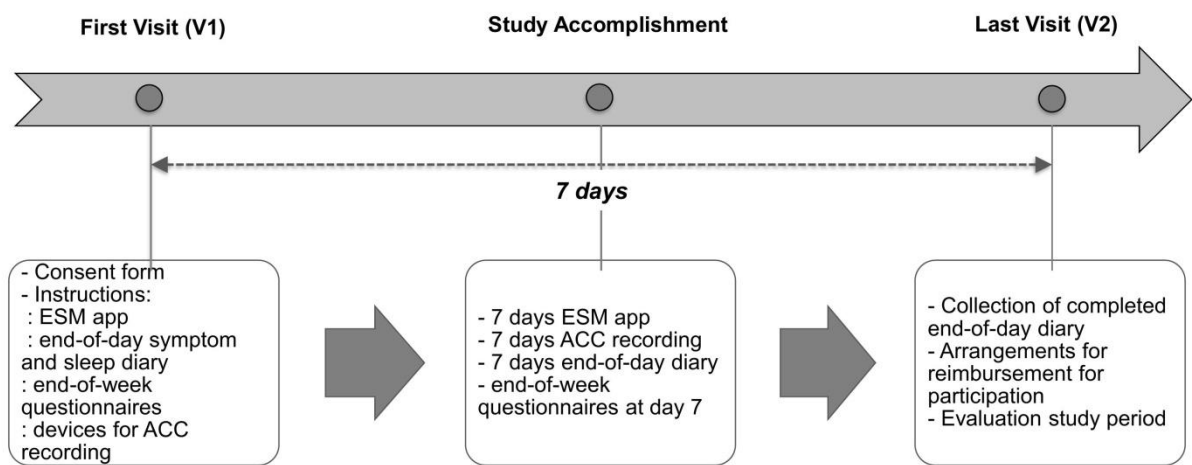 First Visit (V1)
Study Accomplishment
Last Visit (V2)
7 days
- Consent form
- Instructions:
: ESM app
: end-of-day symptom
and sleep diary
: end-of-week
questionnaires
: devices for ACC
recording
- 7 days ESM app
- 7 days ACC recording
- 7 days end-of-day diary
- end-of-week
questionnaires at day 7
- Collection of completed
end-of-day diary
- Arrangements for
reimbursement for
participation
- Evaluation study period